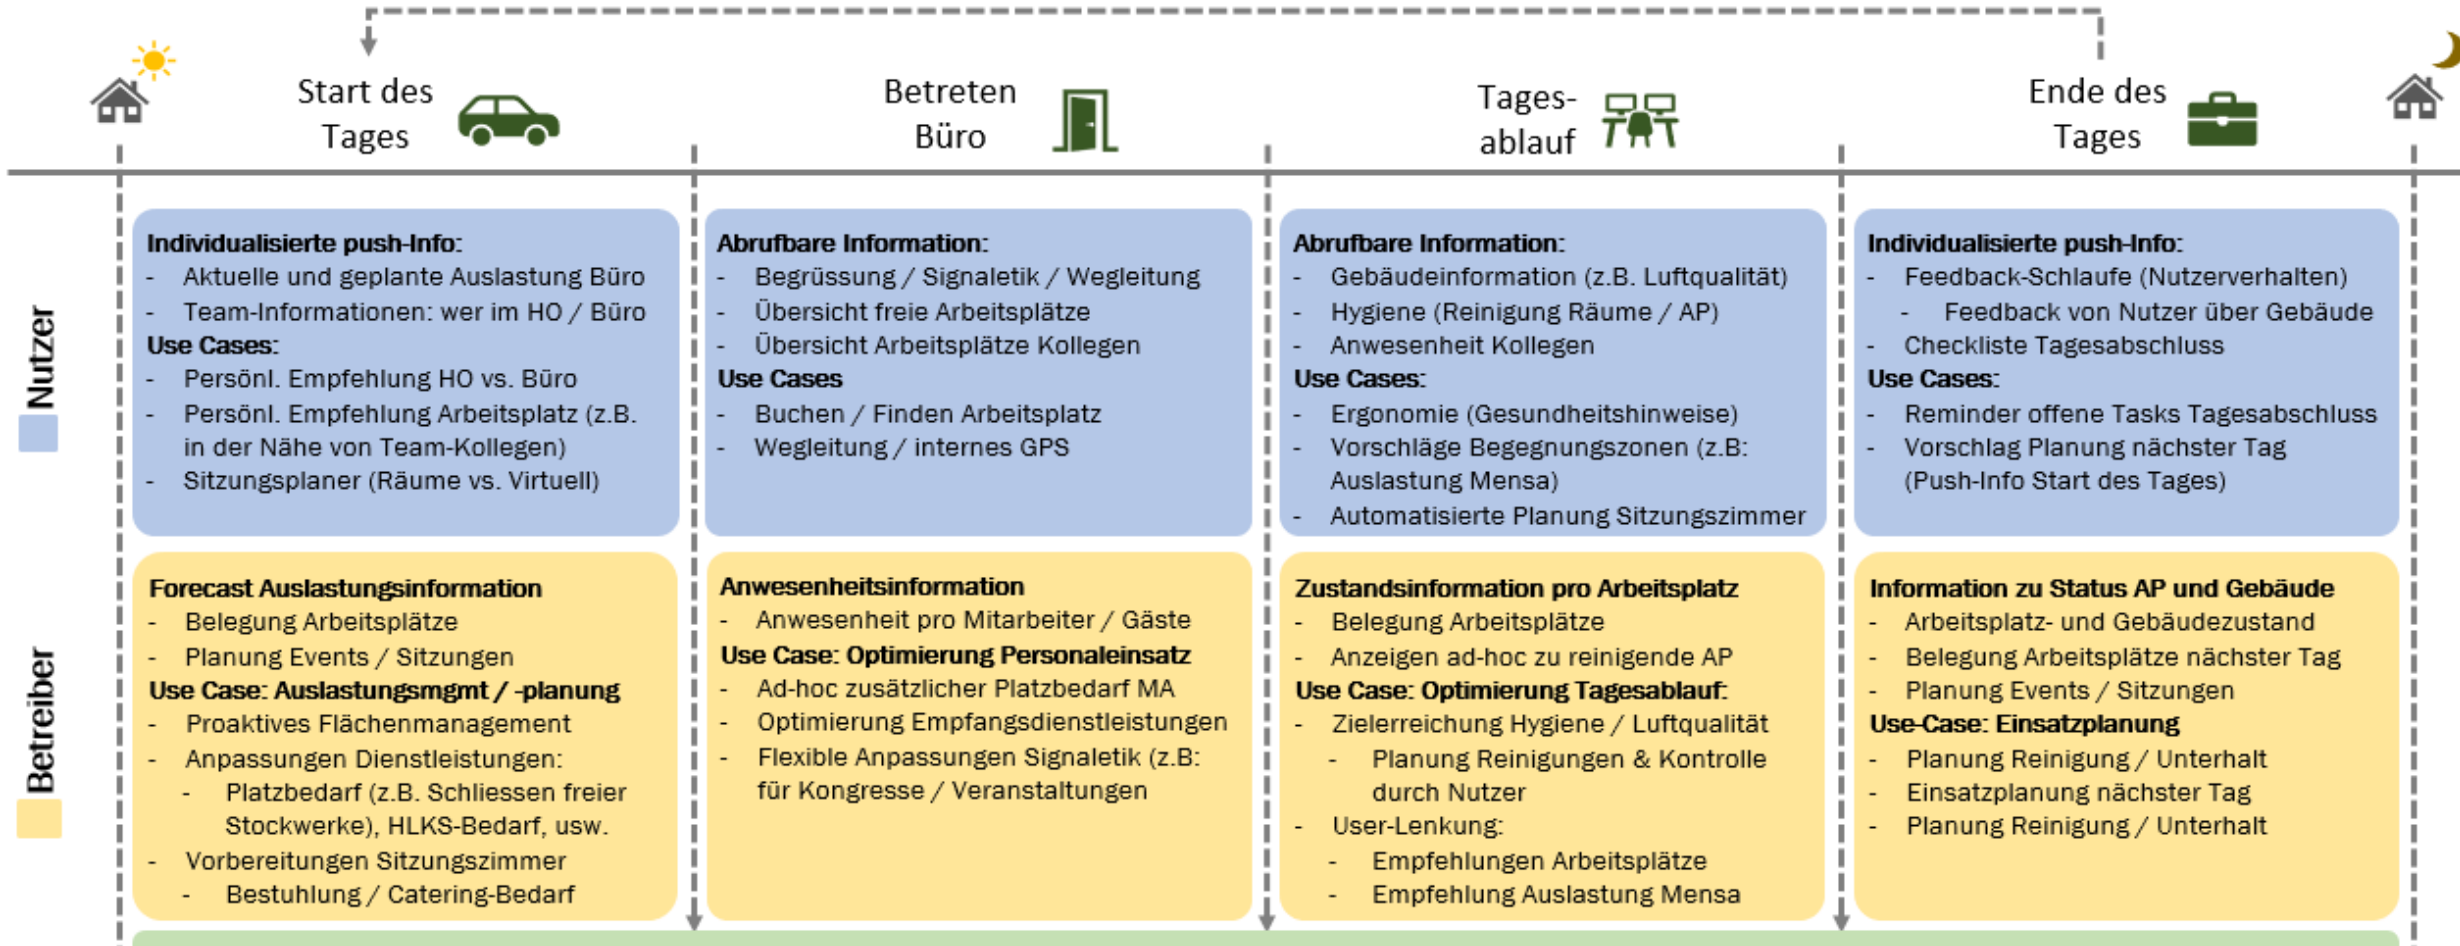 Start des
Tages
Betreten
Büro
Tages-
ablauf
Ende des
Tages
Nutzer
Individualisierte push-Info:
- Aktuelle und geplante Auslastung Büro
- Team-Informationen: wer im HO / Büro
Use Cases:
- Persönl. Empfehlung HO vs. Büro
- Persönl. Empfehlung Arbeitsplatz (z.B.
in der Nähe von Team-Kollegen)
- Sitzungsplaner (Räume vs. Virtuell)
Abrufbare Information:
- Begrüssung / Signaletik / Wegleitung
- Übersicht freie Arbeitsplätze
- Übersicht Arbeitsplätze Kollegen
Use Cases
- Buchen / Finden Arbeitsplatz
- Wegleitung / internes GPS
Abrufbare Information:
- Gebäudeinformation (z.B. Luftqualität)
- Hygiene (Reinigung Räume / AP)
- Anwesenheit Kollegen
Use Cases:
- Ergonomie (Gesundheitshinweise)
- Vorschläge Begegnungszonen (z.B:
Auslastung Mensa)
- Automatisierte Planung Sitzungszimmer
Individualisierte push-Info:
- Feedback-Schlaufe (Nutzerverhalten)
- Feedback von Nutzer über Gebäude
- Checkliste Tagesabschluss
Use Cases:
- Reminder offene Tasks Tagesabschluss
- Vorschlag Planung nächster Tag
(Push-Info Start des Tages)
Betreiber
Forecast Auslastungsinformation
- Belegung Arbeitsplätze
- Planung Events / Sitzungen
Use Case: Auslastungsmgmt / -planung
- Proaktives Flächenmanagement
- Anpassungen Dienstleistungen:
- Platzbedarf (z.B. Schliessen freier
Stockwerke), HLKS-Bedarf, usw.
- Vorbereitungen Sitzungszimmer
- Bestuhlung / Catering-Bedarf
Anwesenheitsinformation
- Anwesenheit pro Mitarbeiter / Gäste
Use Case: Optimierung Personaleinsatz
- Ad-hoc zusätzlicher Platzbedarf MA
- Optimierung Empfangsdienstleistungen
- Flexible Anpassungen Signaletik (z.B:
für Kongresse / Veranstaltungen
Zustandsinformation pro Arbeitsplatz
- Belegung Arbeitsplätze
- Anzeigen ad-hoc zu reinigende AP
Use Case: Optimierung Tagesablauf:
- Zielerreichung Hygiene / Luftqualität
- Planung Reinigungen & Kontrolle
durch Nutzer
- User-Lenkung:
- Empfehlungen Arbeitsplätze
- Empfehlung Auslastung Mensa
Information zu Status AP und Gebäude
- Arbeitsplatz- und Gebäudezustand
- Belegung Arbeitsplätze nächster Tag
- Planung Events / Sitzungen
Use-Case: Einsatzplanung
- Planung Reinigung / Unterhalt
- Einsatzplanung nächster Tag
- Planung Reinigung / Unterhalt